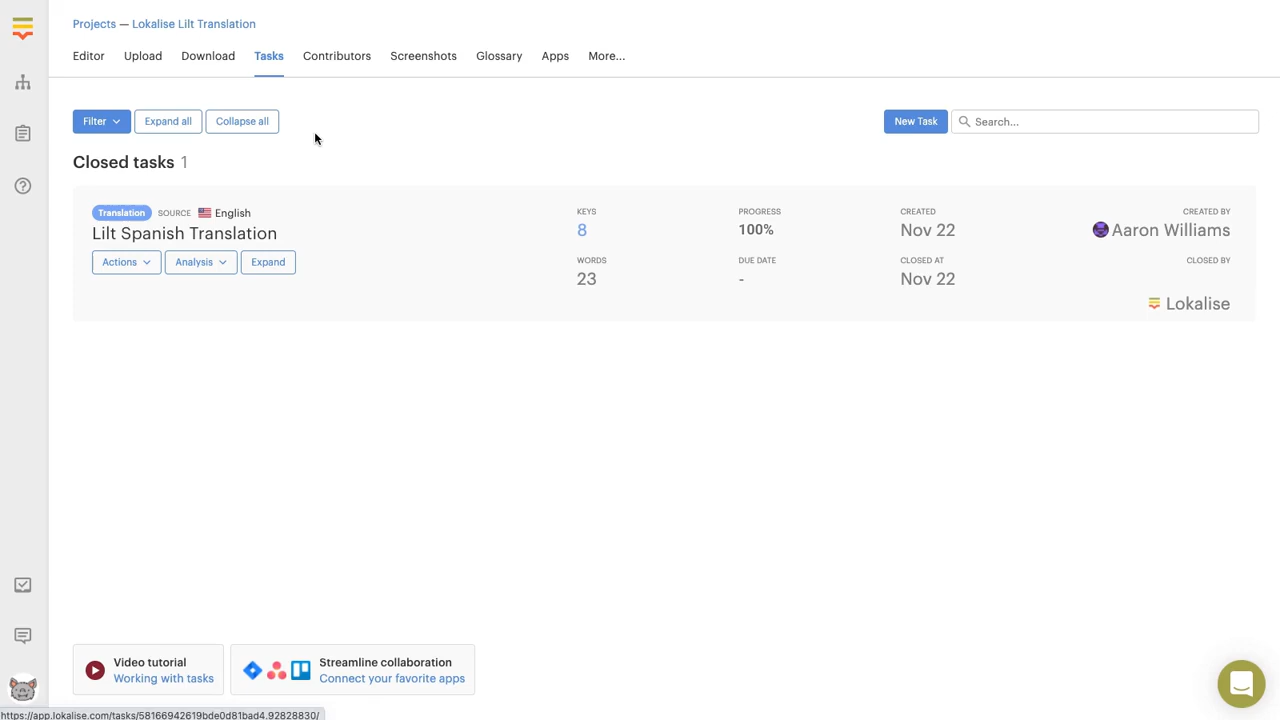 Projects — Lokalise Lilt Translation
Editor Upload Download Tasks Contributors Screenshots Glossary Apps More...
Filter Expand all Collapse all New Task Search...
Closed tasks 1
Translation SOURCE English
Lilt Spanish Translation
Actions Analysis Expand
KEYS
8
WORDS
23
PROGRESS
100%
DUE DATE
-
CREATED
Nov 22
CLOSED AT
Nov 22
CREATED BY
Aaron Williams
CLOSED BY
Lokalise
Video tutorial
Working with tasks
Streamline collaboration
Connect your favorite apps
https://app.lokalise.com/tasks/58166942619bde0d81bad4.92828830/